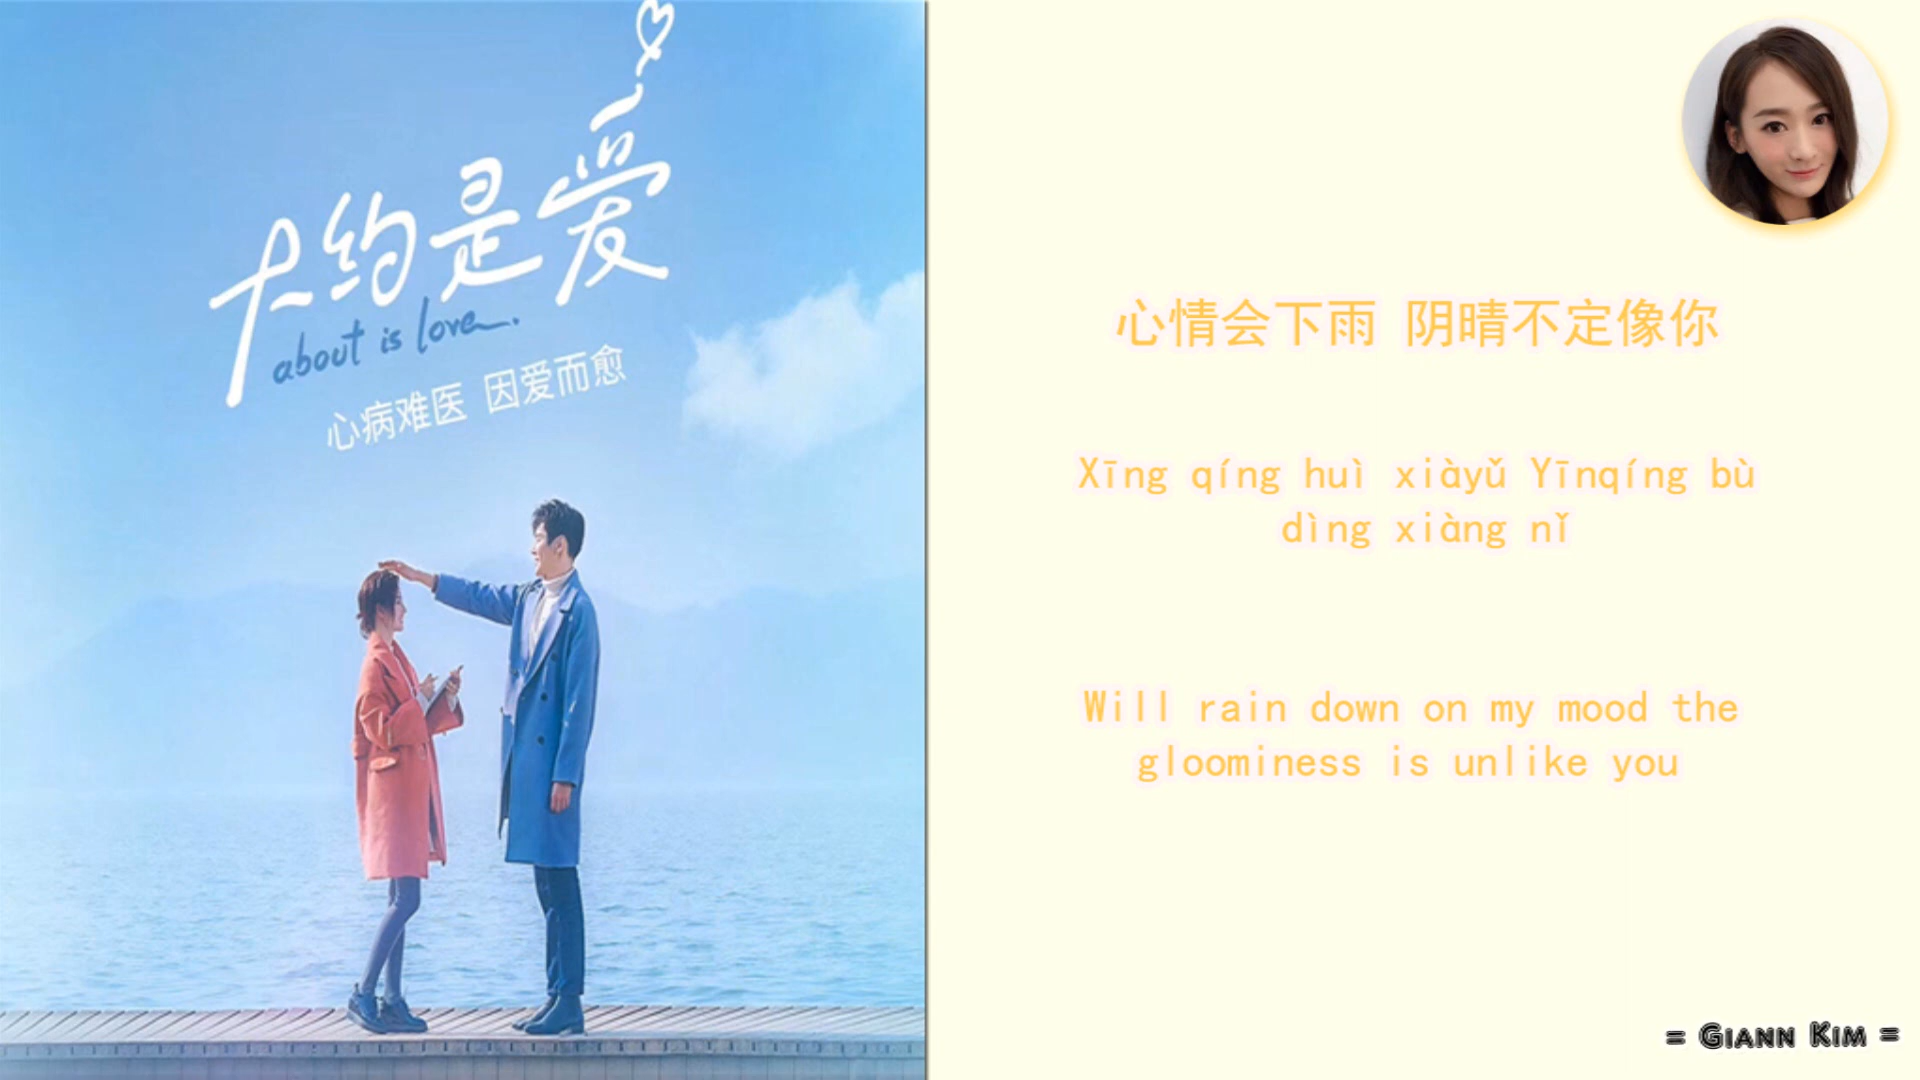 大约是爱
about is love.
心病难医 因爱而愈
心情会下雨 阴晴不定像你
Xīng qíng huì xiàyǔ Yīnqíng bù
dìng xiàng nǐ
Will rain down on my mood the
gloominess is unlike you
= Giann Kim =